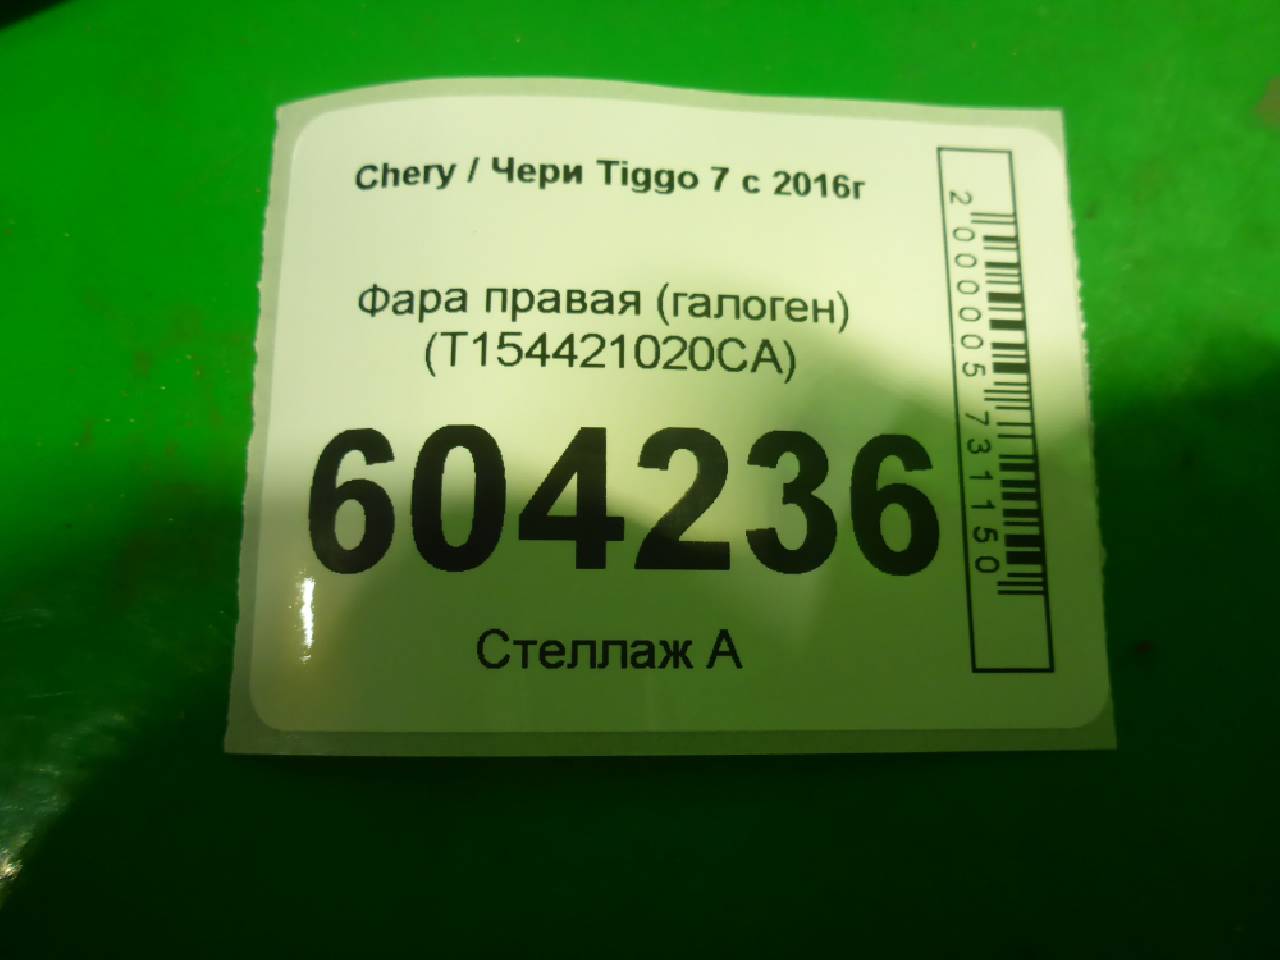 Chery / Чери Tiggo 7 с 2016г
Фара правая (галоген)
(T154421020CA)
604236
Стеллаж А
2000005731150